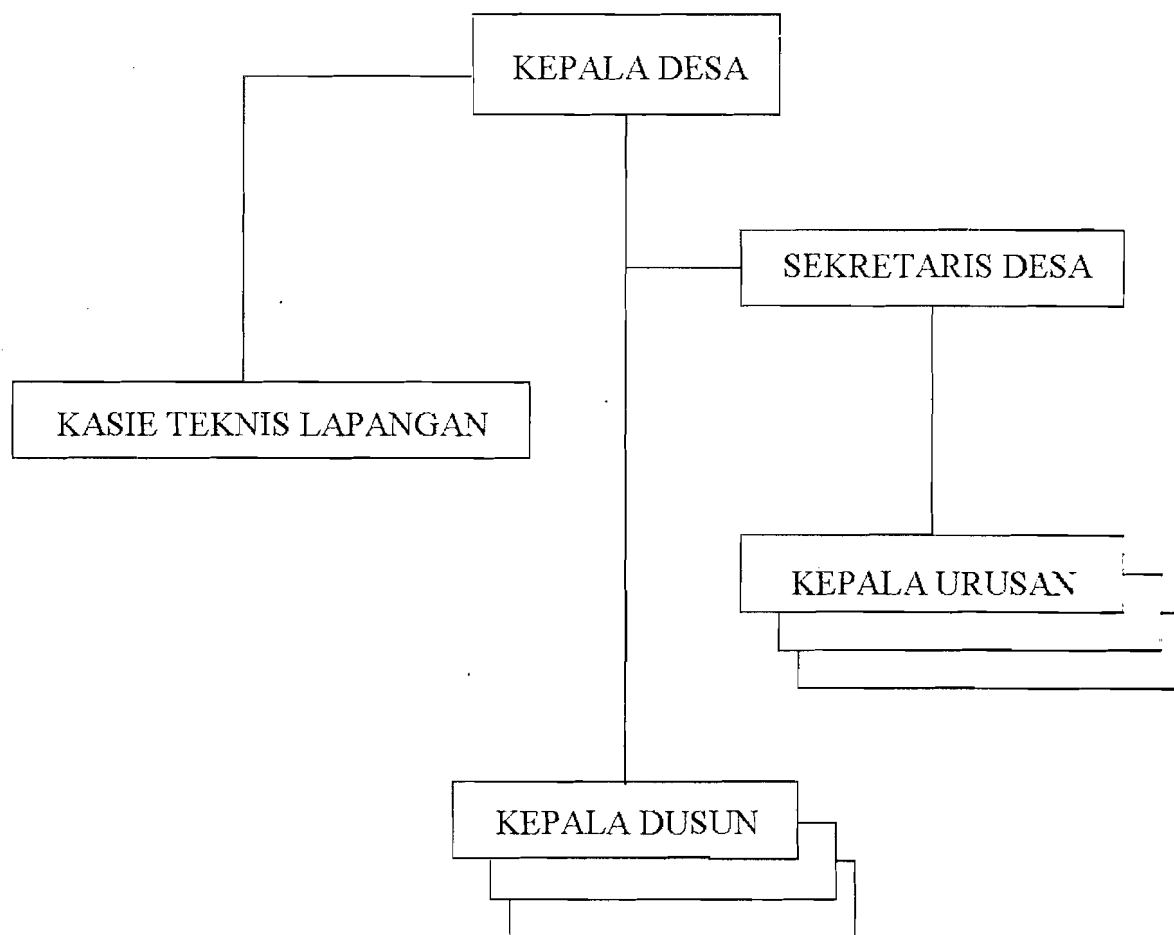 KEPALA DESA
SEKRETARIS DESA
KASIE TEKNIS LAPANGAN
KEPALA URUSAN
KEPALA DUSUN